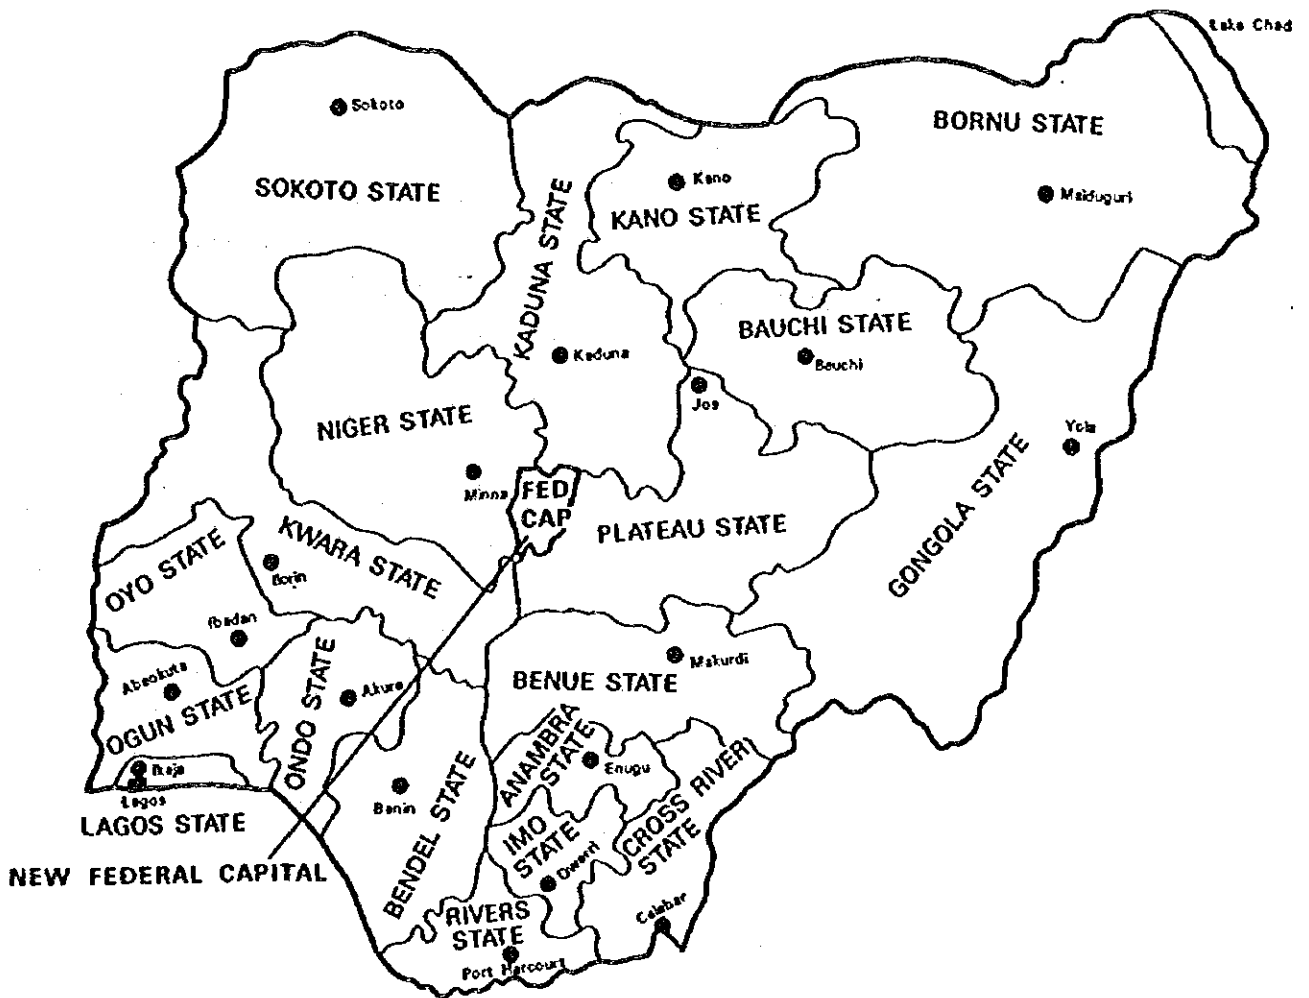 Lake Chad
Sokoto
BORNU STATE
SOKOTO STATE
Kano
KANO STATE
Maiduguri
KADUNA STATE
BAUCHI STATE
Kaduna
Bauchi
Jos
NIGER STATE
Yola
Minna
FED
CAP
PLATEAU STATE
GONGOLA STATE
KWARA STATE
OYO STATE
Ilorin
Ibadan
Makurdi
BENUE STATE
Abeokuta
OGUN STATE
ONDO STATE
Akure
ANAMBRA
STATE
Enugu
Ikeja
Lagos
LAGOS STATE
Benin
BENDEL STATE
IMO
STATE
Owerri
CROSS RIVER
STATE
NEW FEDERAL CAPITAL
RIVERS
STATE
Calabar
Port Harcourt